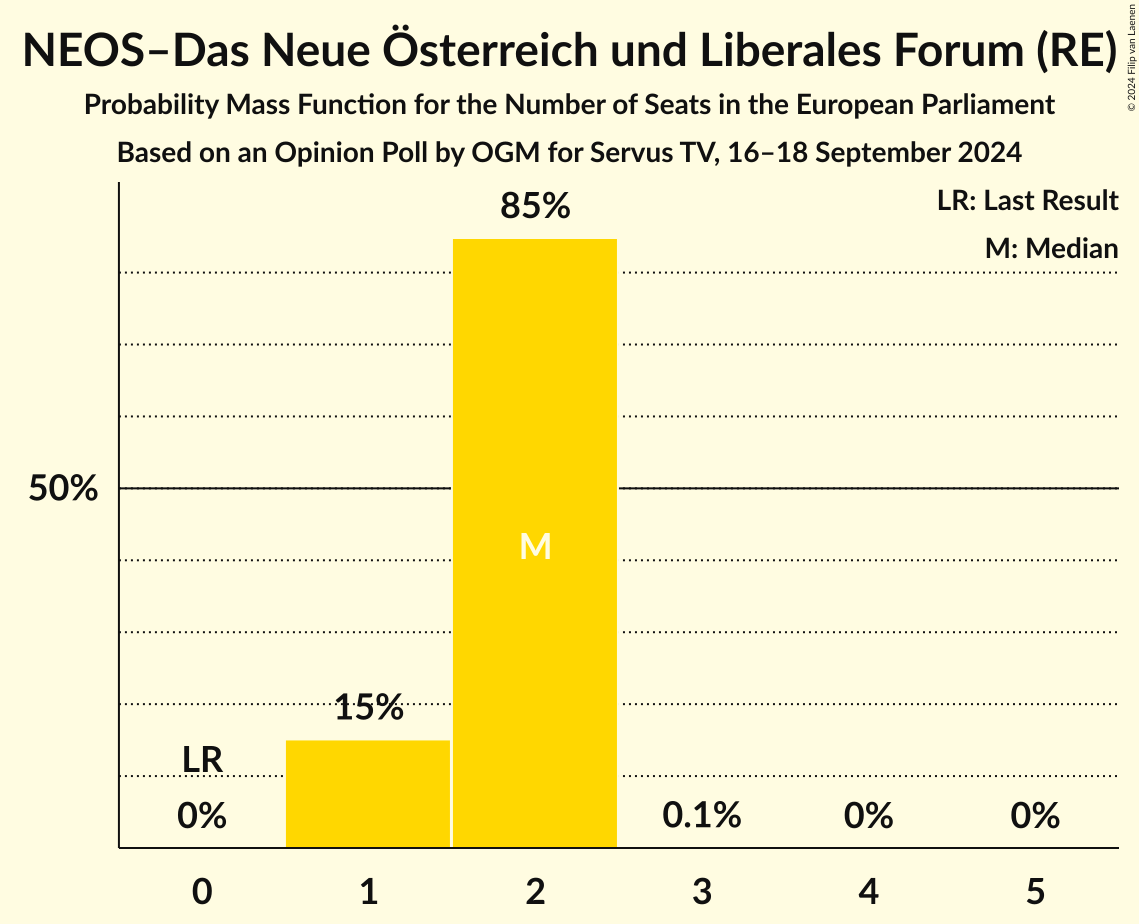 NEOS–Das Neue Österreich und Liberales Forum (RE)
Probability Mass Function for the Number of Seats in the European Parliament
Based on an Opinion Poll by OGM for Servus TV, 16–18 September 2024
© 2024 Filip van Laenen
LR: Last Result
M: Median
85%
50%
M
15%
LR
0%
0.1%
0%
0%
0 1 2 3 4 5